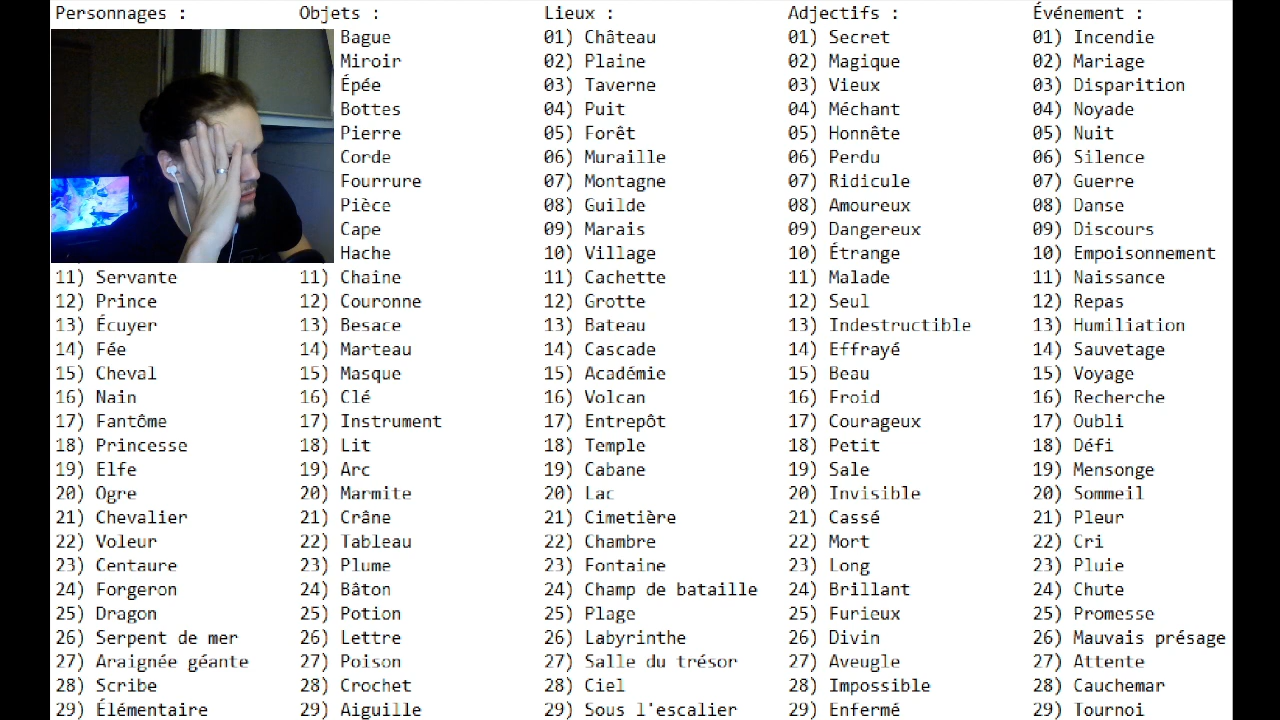 Personnages : Objets : Lieux : Adjectifs : Événement :
Bague 01) Château 01) Secret 01) Incendie
Miroir 02) Plaine 02) Magique 02) Mariage
Épée 03) Taverne 03) Vieux 03) Disparition
Bottes 04) Puit 04) Méchant 04) Noyade
Pierre 05) Forêt 05) Honnête 05) Nuit
Corde 06) Muraille 06) Perdu 06) Silence
Fourrure 07) Montagne 07) Ridicule 07) Guerre
Pièce 08) Guilde 08) Amoureux 08) Danse
Cape 09) Marais 09) Dangereux 09) Discours
Hache 10) Village 10) Étrange 10) Empoisonnement
11) Servante 11) Chaine 11) Cachette 11) Malade 11) Naissance
12) Prince 12) Couronne 12) Grotte 12) Seul 12) Repas
13) Écuyer 13) Besace 13) Bateau 13) Indestructible 13) Humiliation
14) Fée 14) Marteau 14) Cascade 14) Effrayé 14) Sauvetage
15) Cheval 15) Masque 15) Académie 15) Beau 15) Voyage
16) Nain 16) Clé 16) Volcan 16) Froid 16) Recherche
17) Fantôme 17) Instrument 17) Entrepôt 17) Courageux 17) Oubli
18) Princesse 18) Lit 18) Temple 18) Petit 18) Défi
19) Elfe 19) Arc 19) Cabane 19) Sale 19) Mensonge
20) Ogre 20) Marmite 20) Lac 20) Invisible 20) Sommeil
21) Chevalier 21) Crâne 21) Cimetière 21) Cassé 21) Pleur
22) Voleur 22) Tableau 22) Chambre 22) Mort 22) Cri
23) Centaure 23) Plume 23) Fontaine 23) Long 23) Pluie
24) Forgeron 24) Bâton 24) Champ de bataille 24) Brillant 24) Chute
25) Dragon 25) Potion 25) Plage 25) Furieux 25) Promesse
26) Serpent de mer 26) Lettre 26) Labyrinthe 26) Divin 26) Mauvais présage
27) Araignée géante 27) Poison 27) Salle du trésor 27) Aveugle 27) Attente
28) Scribe 28) Crochet 28) Ciel 28) Impossible 28) Cauchemar
29) Élémentaire 29) Aiguille 29) Sous l'escalier 29) Enfermé 29) Tournoi